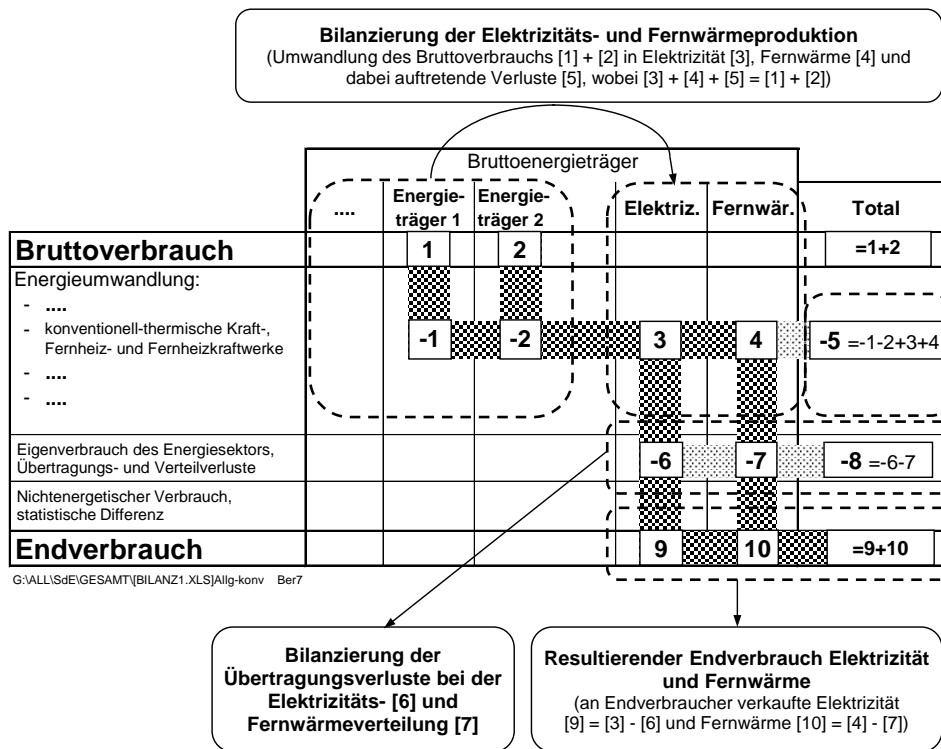 Bilanzierung der Elektrizitäts- und Fernwärmeproduktion
(Umwandlung des Bruttoverbrauchs [1] + [2] in Elektrizität [3], Fernwärme [4] und
dabei auftretende Verluste [5], wobei [3] + [4] + [5] = [1] + [2])
Bruttoenergieträger
.... Energie- Energie- Elektriz. Fernwär. Total
träger 1 träger 2
Bruttoverbrauch 1 2 =1+2
Energieumwandlung:
- ....
- konventionell-thermische Kraft-, -1 -2 3 4 -5 =-1-2+3+4
Fernheiz- und Fernheizkraftwerke
- ....
- ....
Eigenverbrauch des Energiesektors, -6 -7 -8 =-6-7
Übertragungs- und Verteilverluste
Nichtenergetischer Verbrauch,
statistische Differenz
Endverbrauch 9 10 =9+10
G:\ALL\SdE\GESAMT\[BILANZ1.XLS]Allg-konv Ber7
Bilanzierung der
Übertragungsverluste bei der
Elektrizitäts- [6] und
Fernwärmeverteilung [7]
Resultierender Endverbrauch Elektrizität
und Fernwärme
(an Endverbraucher verkaufte Elektrizität
[9] = [3] - [6] und Fernwärme [10] = [4] - [7])